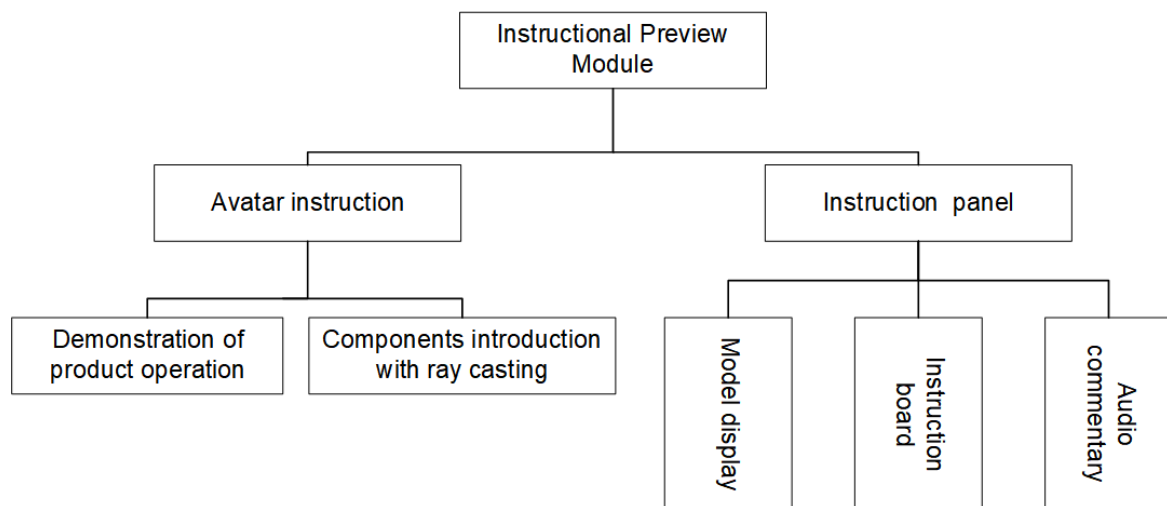 Instructional Preview
Module
Avatar instruction
Instruction panel
Demonstration of
product operation
Components introduction
with ray casting
Model display
Instruction
board
Audio
commentary